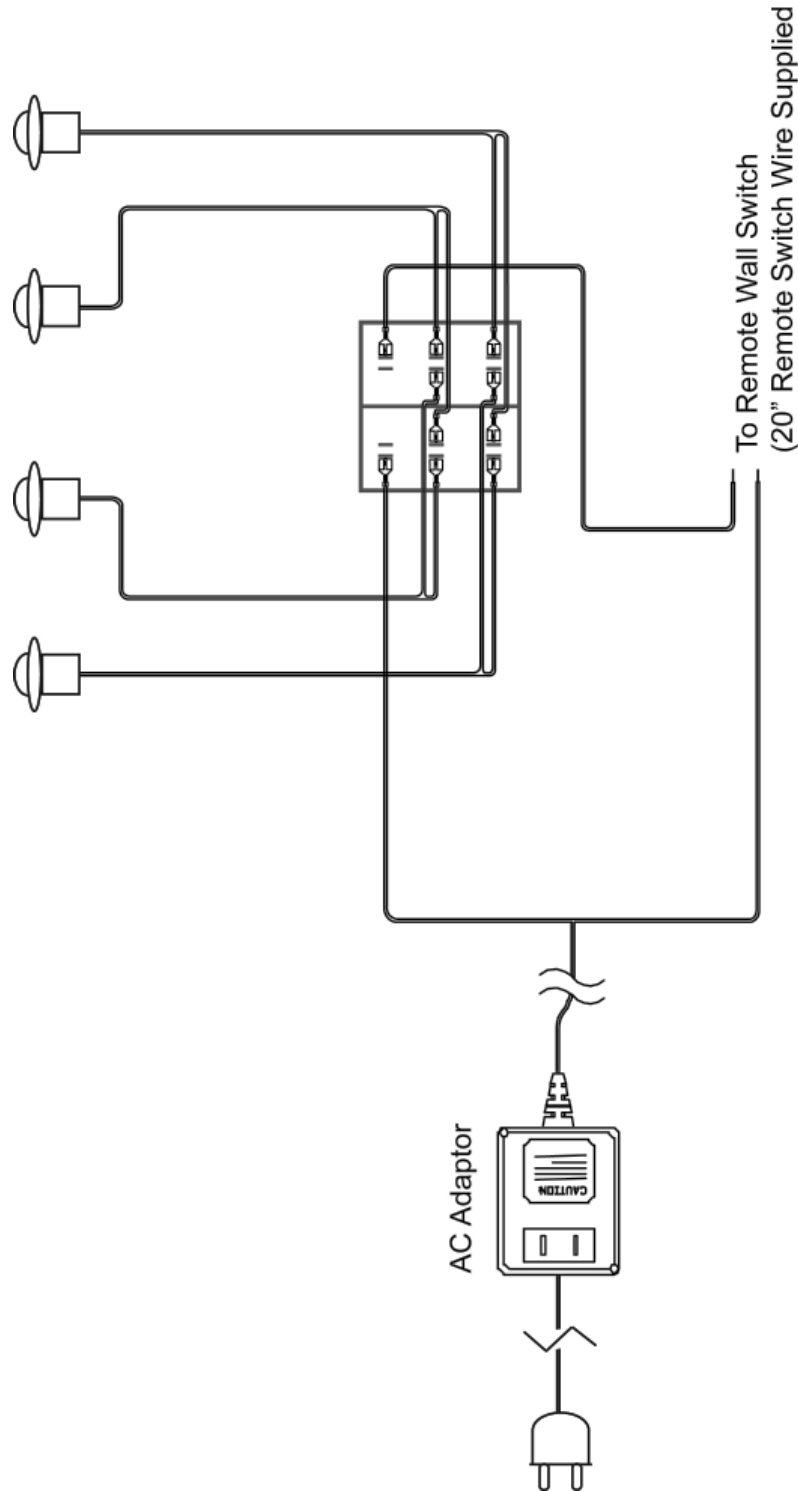 To Remote Wall Switch
(20” Remote Switch Wire Supplied
AC Adaptor
CAUTION